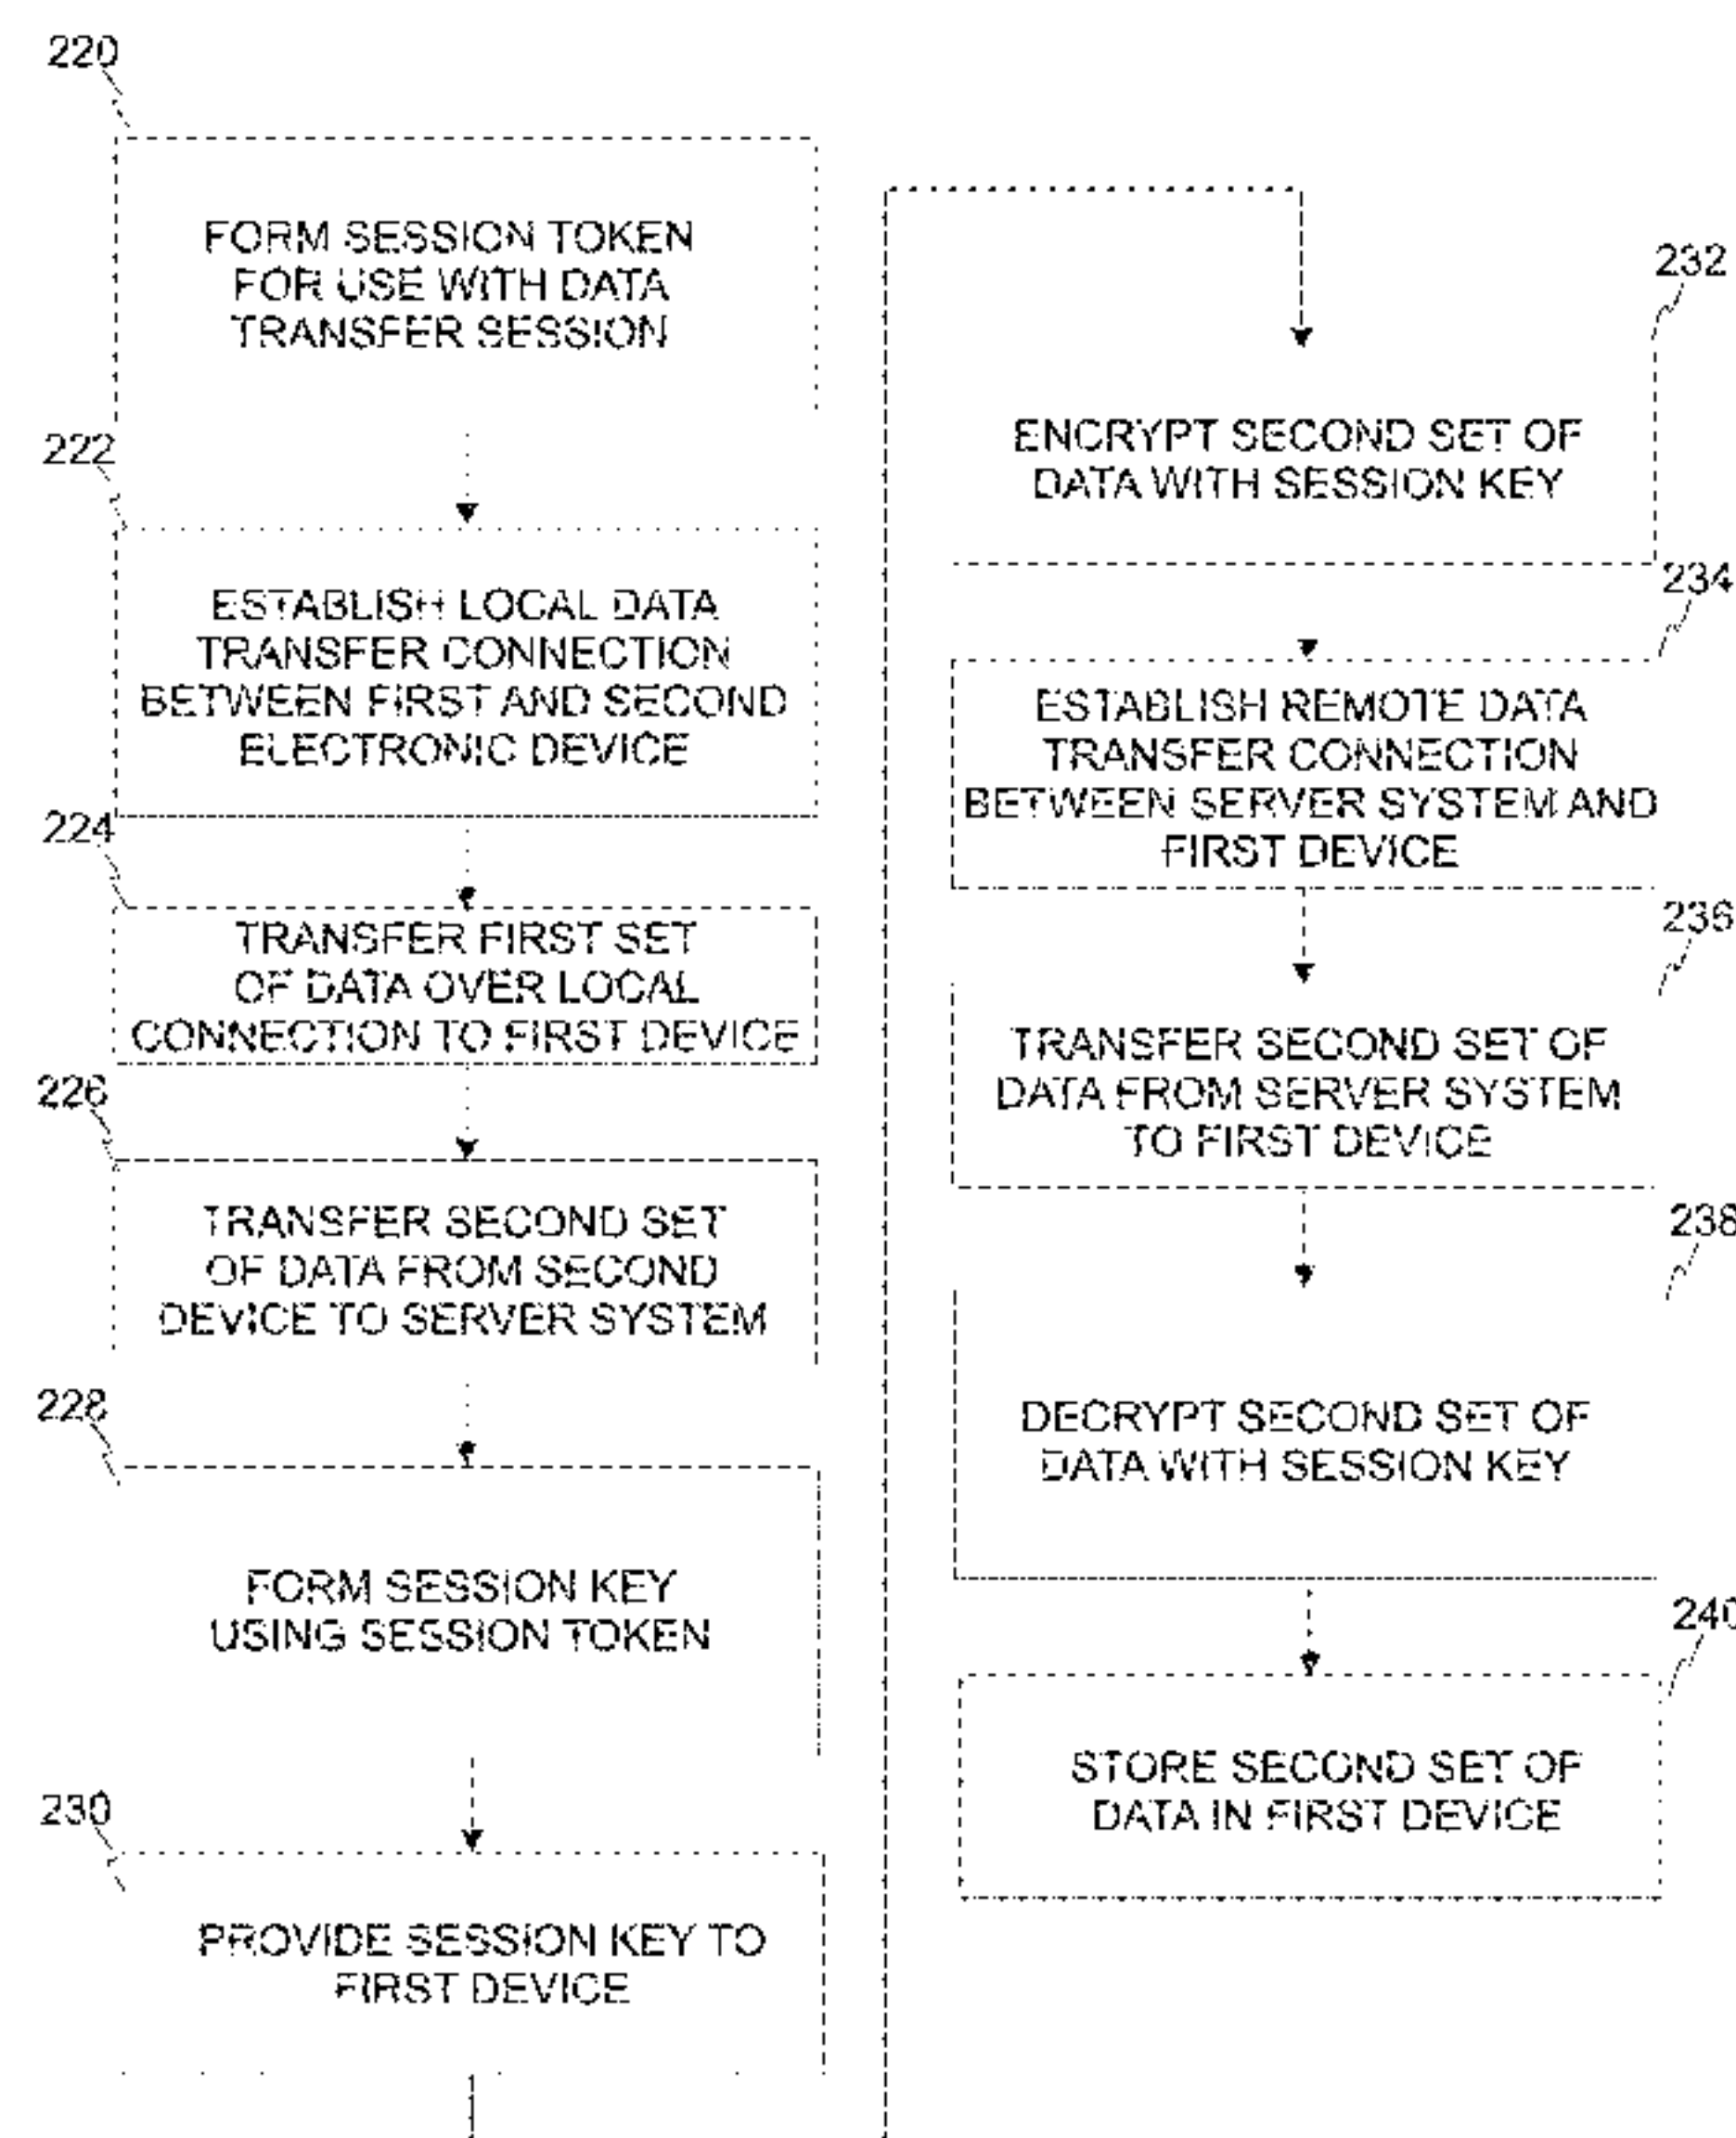 220
FORM SESSION TOKEN
FOR USE WITH DATA
TRANSFER SESSION
222
ESTABLISH LOCAL DATA
TRANSFER CONNECTION
BETWEEN FIRST AND SECOND
ELECTRONIC DEVICE
224
TRANSFER FIRST SET
OF DATA OVER LOCAL
CONNECTION TO FIRST DEVICE
226
TRANSFER SECOND SET
OF DATA FROM SECOND
DEVICE TO SERVER SYSTEM
228
FORM SESSION KEY
USING SESSION TOKEN
230
PROVIDE SESSION KEY TO
FIRST DEVICE
232
ENCRYPT SECOND SET OF
DATA WITH SESSION KEY
234
ESTABLISH REMOTE DATA
TRANSFER CONNECTION
BETWEEN SERVER SYSTEM AND
FIRST DEVICE
236
TRANSFER SECOND SET OF
DATA FROM SERVER SYSTEM
TO FIRST DEVICE
238
DECRYPT SECOND SET OF
DATA WITH SESSION KEY
240
STORE SECOND SET OF
DATA IN FIRST DEVICE